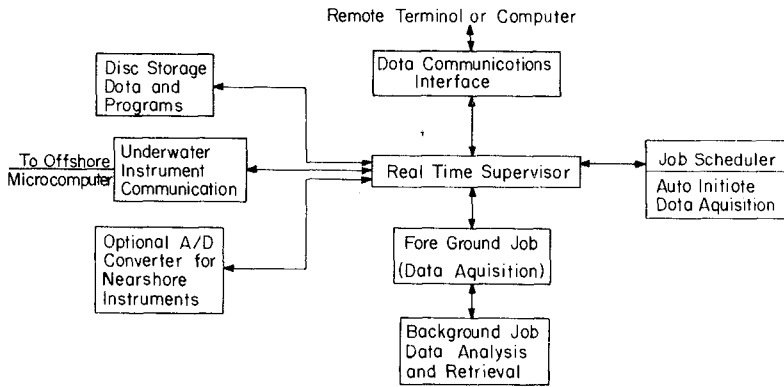 Remote Terminol or Computer
Disc Storage
Dota and
Programs
Data Communications
Interface
To Offshore
Microcomputer
Underwater
Instrument
Communication
Real Time Supervisor
Job Scheduler
Auto Initiote
Data Aquisition
Optional A/D
Converter for
Nearshore
Instruments
Fore Ground Job
(Data Aquisition)
Background Job
Data Analysis
and Retrieval